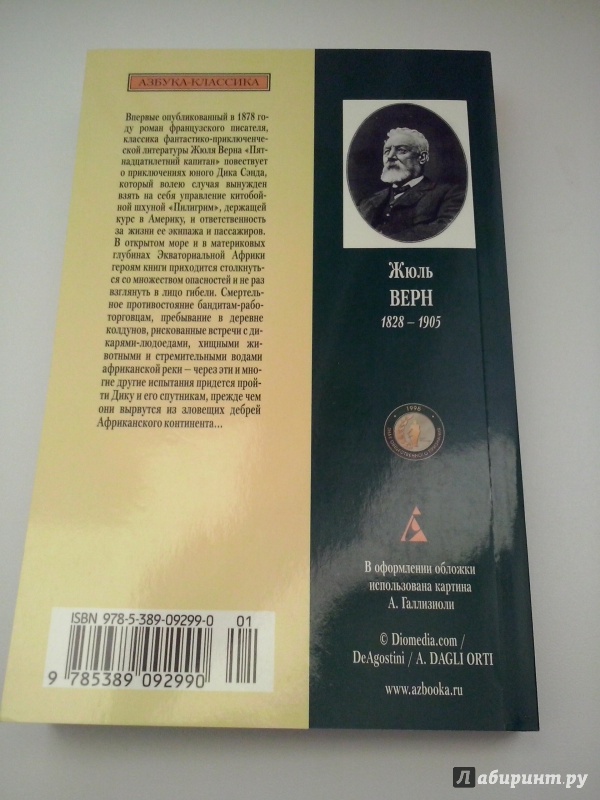 АЗБУКА-КЛАССИКА
Впервые опубликованный в 1878 го-
ду роман французского писателя,
классика фантастико-приключенче-
ской литературы Жюля Верна «Пят-
надцатилетний капитан» повествует
о приключениях юного Дика Сэнда,
который волею случая вынужден
взять на себя управление китобой-
ной шхуной «Пилигрим», держащей
курс в Америку, и ответственность
за жизни ее экипажа и пассажиров.
В открытом море и в материковых
глубинах Экваториальной Африки
героям книги приходится столкнуть-
ся со множеством опасностей и не раз
взглянуть в лицо гибели. Смертель-
ное противостояние бандитам-рабо-
торговцам, пребывание в деревне
колдунов, рискованные встречи с ди-
карями-людоедами, хищными жи-
вотными и стремительными водами
африканской реки – через эти и мно-
гие другие испытания придется прой-
ти Дику и его спутникам, прежде чем
они вырвутся из зловещих дебрей
Африканского континента...
ISBN 978-5-389-09299-0 01
9 785389 092990
Жюль
ВЕРН
1828 – 1905
1996
В оформлении обложки
использована картина
А. Галлизиоли
© Diomedia.com /
DeAgostini / A. DAGLI ORTI
www.azbooka.ru
Лабиринт.ру